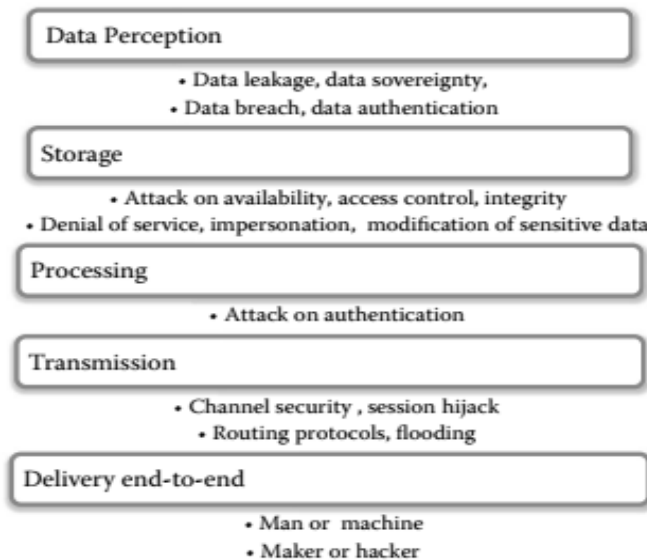 Data Perception
• Data leakage, data sovereignty,
• Data breach, data authentication
Storage
• Attack on availability, access control, integrity
• Denial of service, impersonation, modification of sensitive data
Processing
• Attack on authentication
Transmission
• Channel security , session hijack
• Routing protocols, flooding
Delivery end-to-end
• Man or machine
• Maker or hacker